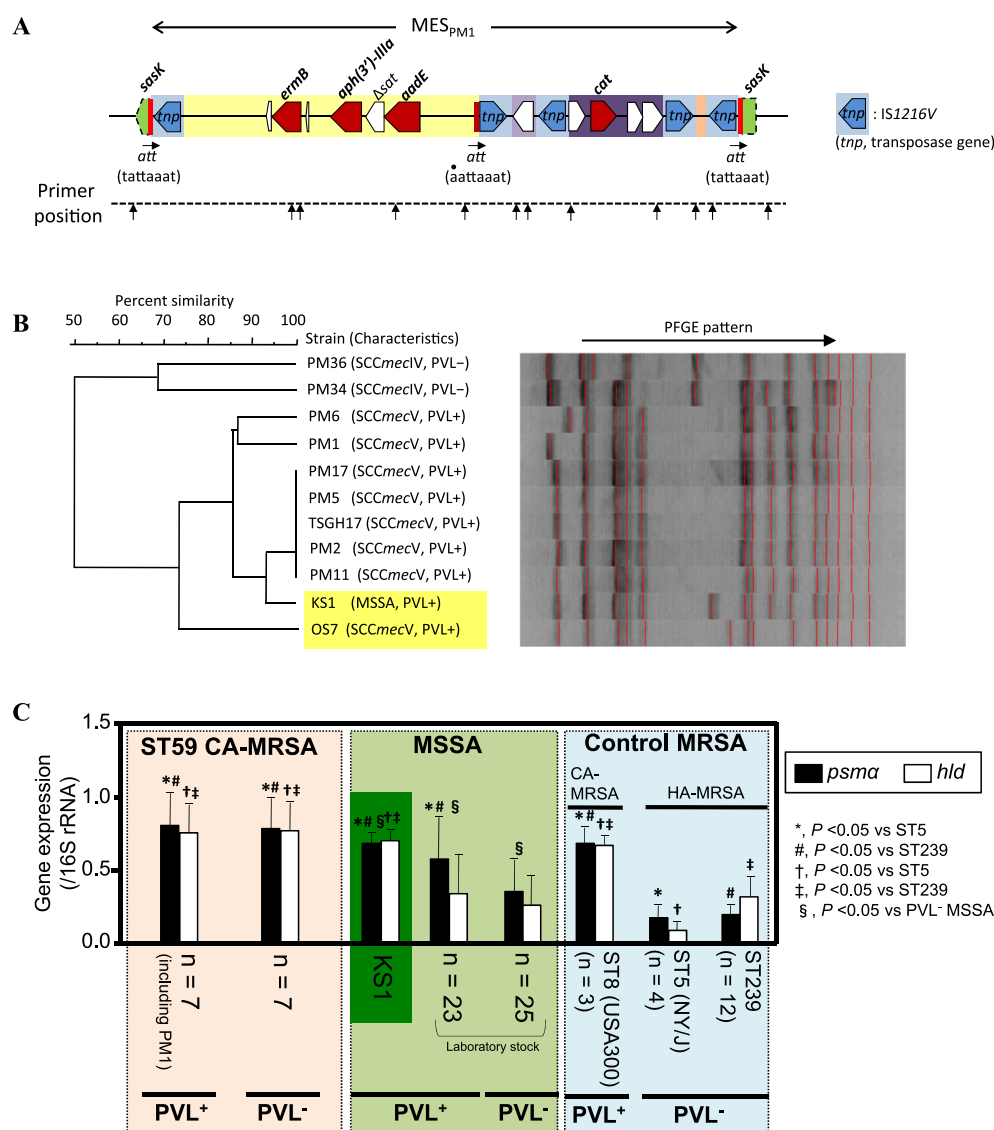 A
MES_PM1
sasK
ermB
aph(3')-IIIa
Δsat
aadE
cat
sasK
tnp
tnp
tnp
tnp
tnp
tnp
: IS1216V
(tnp, transposase gene)
att
att
att
(tattaaat)
(aattaaat)
(tattaaat)
Primer
position
B
Percent similarity
50 60 70 80 90 100
Strain (Characteristics)
PFGE pattern
PM36 (SCCmecIV, PVL−)
PM34 (SCCmecIV, PVL−)
PM6 (SCCmecV, PVL+)
PM1 (SCCmecV, PVL+)
PM17 (SCCmecV, PVL+)
PM5 (SCCmecV, PVL+)
TSGH17 (SCCmecV, PVL+)
PM2 (SCCmecV, PVL+)
PM11 (SCCmecV, PVL+)
KS1 (MSSA, PVL+)
OS7 (SCCmecV, PVL+)
C
Gene expression
(/16S rRNA)
1.5
1.0
0.5
0.0
ST59 CA-MRSA
MSSA
Control MRSA
CA-
MRSA
HA-MRSA
*# †‡
*# †‡
*# § †‡
*# §
§
*# †‡
*
†
#
‡
psmα
hld
*, P <0.05 vs ST5
#, P <0.05 vs ST239
†, P <0.05 vs ST5
‡, P <0.05 vs ST239
§ , P <0.05 vs PVL- MSSA
n = 7
(including PM1)
n = 7
KS1
n = 23
n = 25
Laboratory stock
ST8 (USA300)
(n = 3)
ST5 (NY/J)
(n = 4)
ST239
(n = 12)
PVL+
PVL-
PVL+
PVL-
PVL+
PVL-